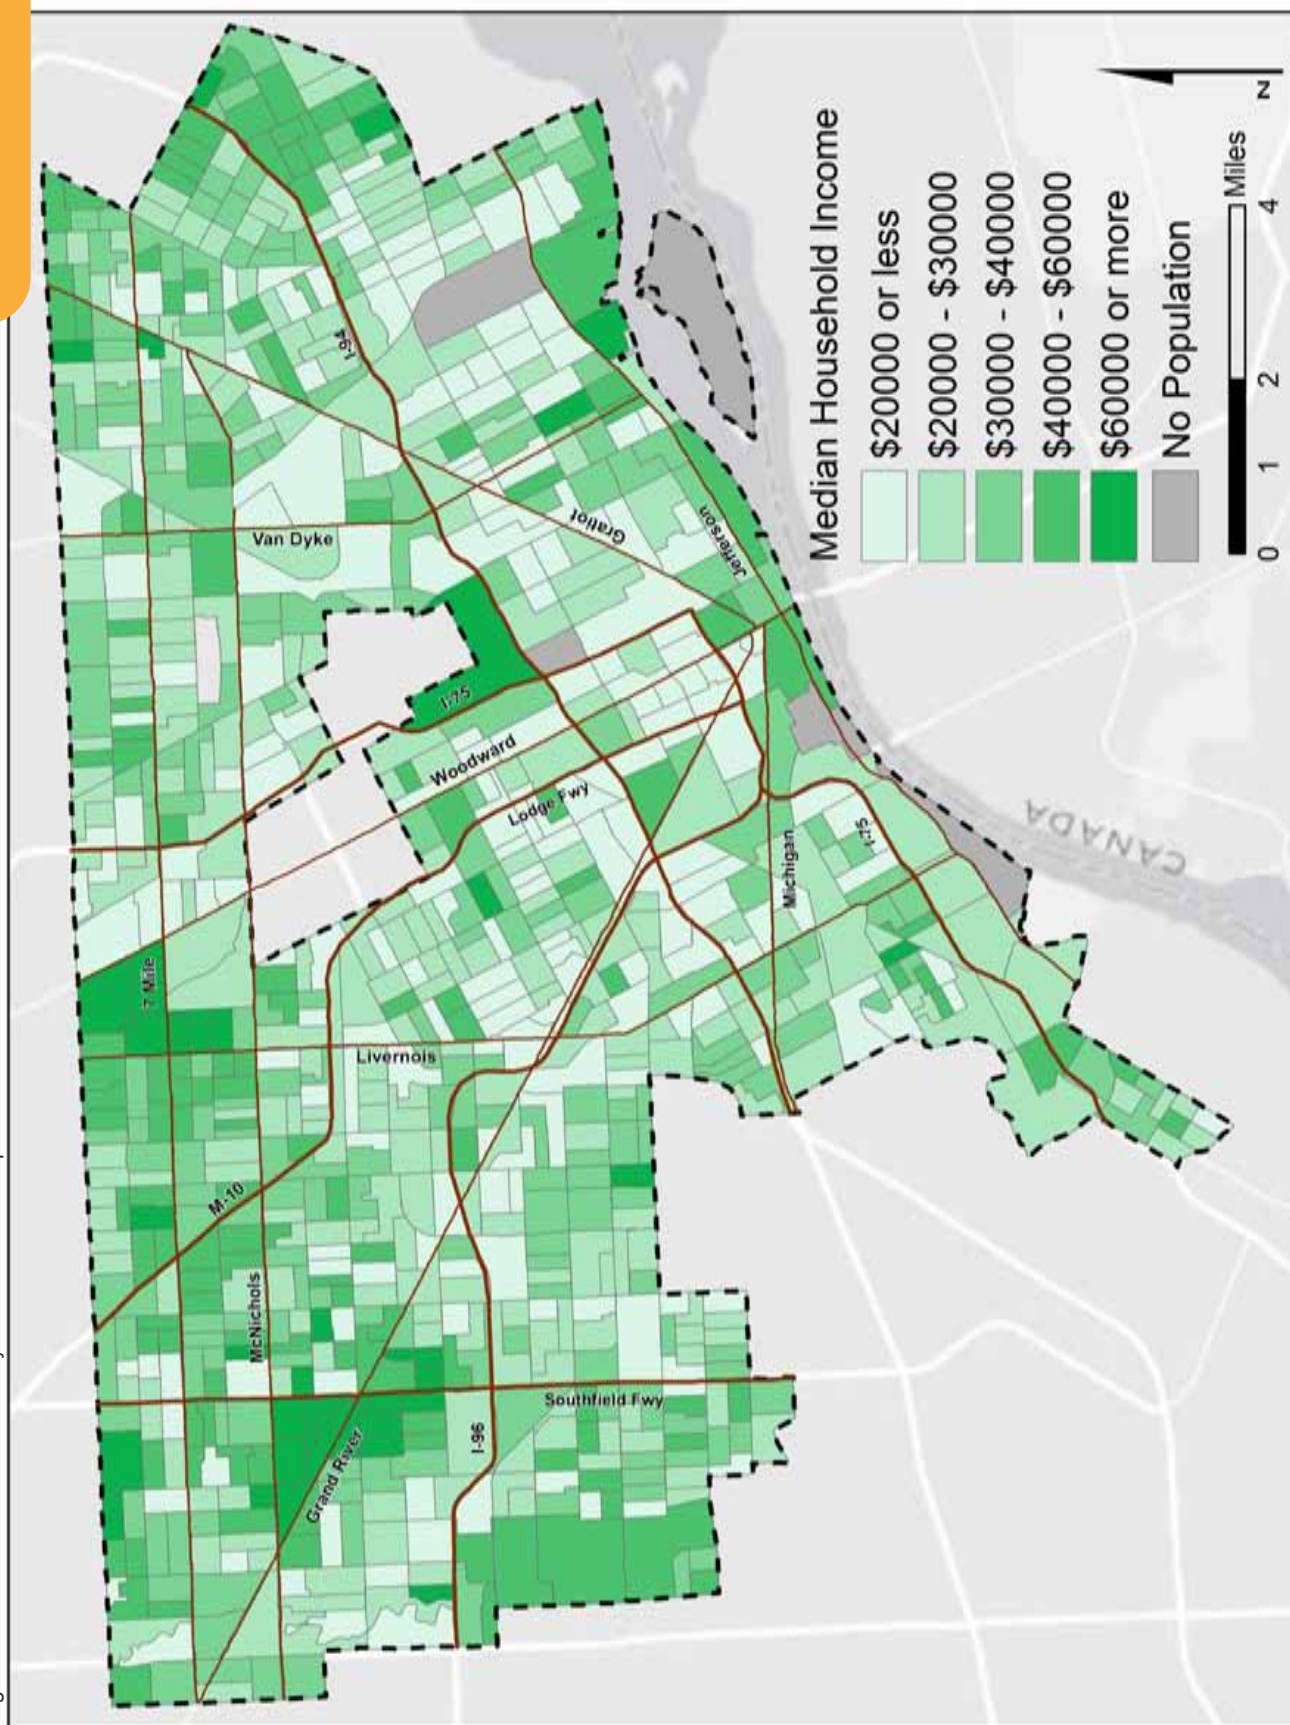 Van Dyke
I-94
Gratiot
Jefferson
I-75
Woodward
Lodge Fwy
7 Mile
Livernois
Michigan
I-75
M-10
McNichols
Grand River
I-96
Southfield Fwy
CANADA
Median Household Income
$20000 or less
$20000 - $30000
$30000 - $40000
$40000 - $60000
$60000 or more
No Population
0 1 2 4 Miles
N